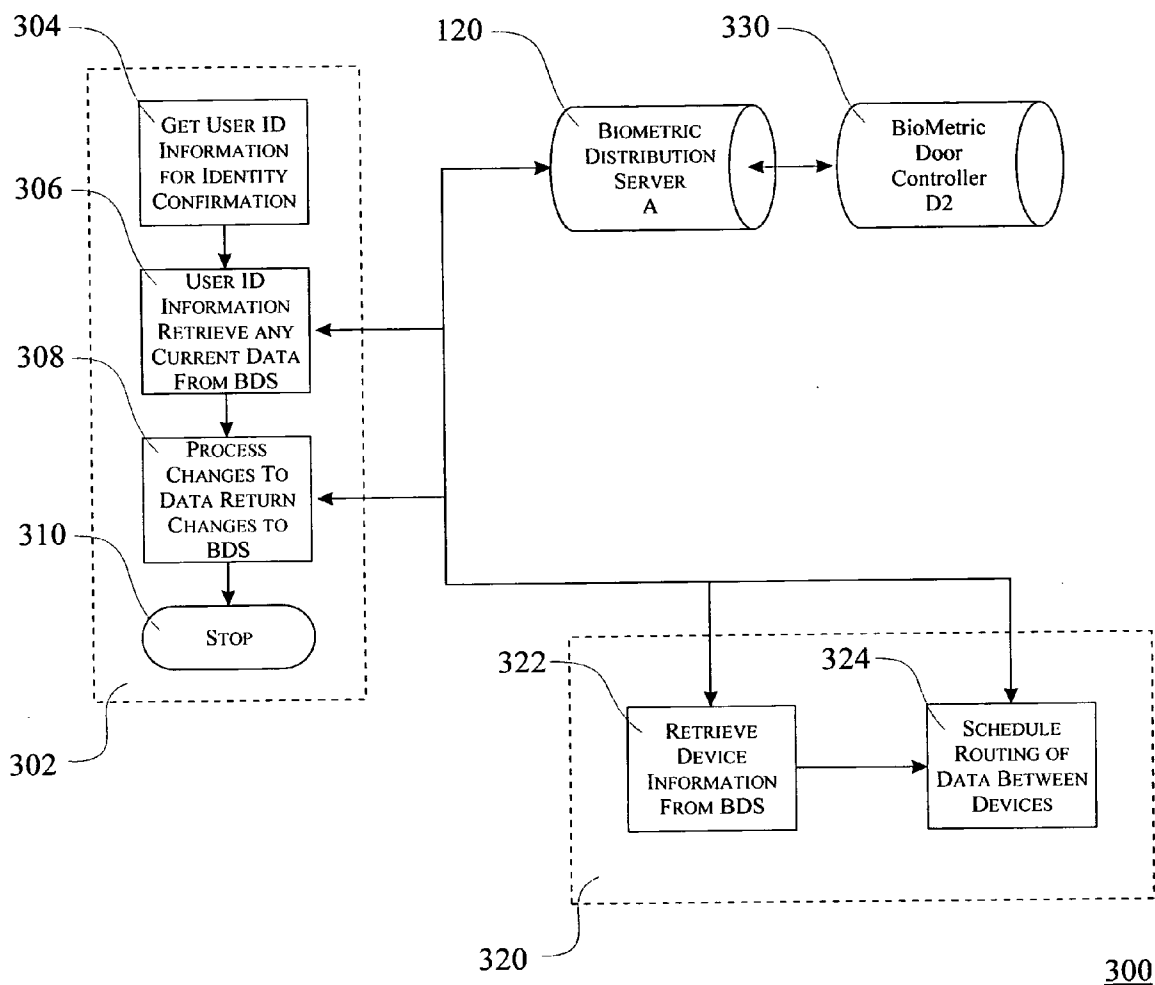 304
120
330
GET USER ID
INFORMATION
FOR IDENTITY
CONFIRMATION
BIOMETRIC
DISTRIBUTION
SERVER
A
BioMetric
Door
Controller
D2
306
USER ID
INFORMATION
RETRIEVE ANY
CURRENT DATA
FROM BDS
308
PROCESS
CHANGES TO
DATA RETURN
CHANGES TO
BDS
310
STOP
302
322
324
RETRIEVE
DEVICE
INFORMATION
FROM BDS
SCHEDULE
ROUTING OF
DATA BETWEEN
DEVICES
320
300